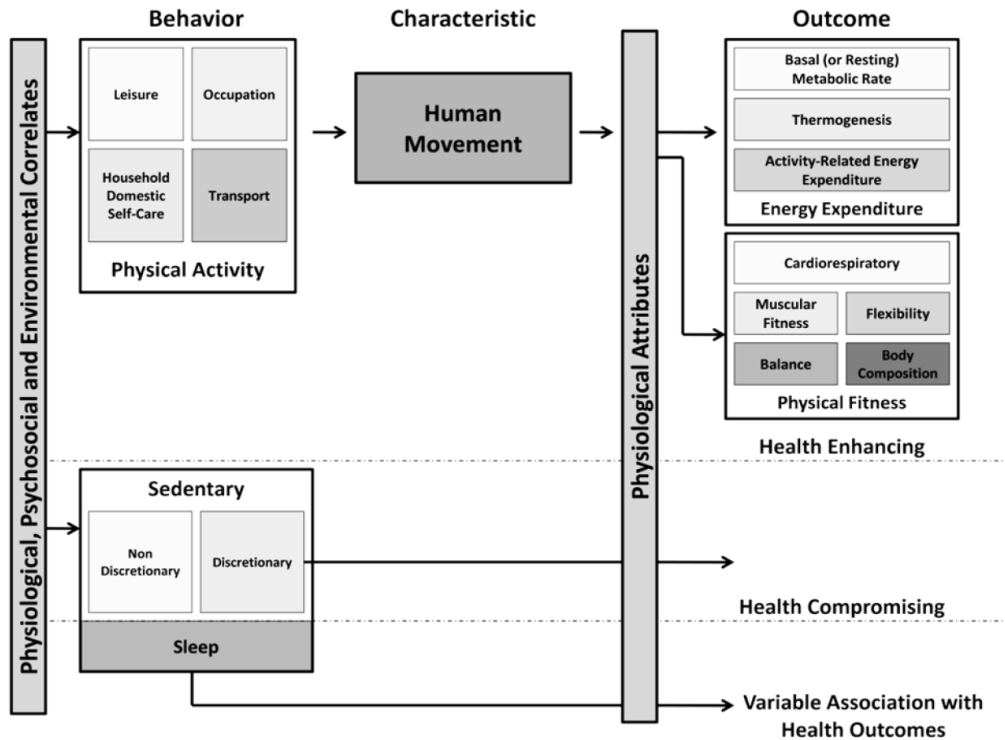 Behavior
Characteristic
Outcome
Physiological, Psychosocial and Environmental Correlates
Leisure
Occupation
Household
Domestic
Self-Care
Transport
Physical Activity
Human
Movement
Physiological Attributes
Basal (or Resting)
Metabolic Rate
Thermogenesis
Activity-Related Energy
Expenditure
Energy Expenditure
Cardiorespiratory
Muscular
Fitness
Flexibility
Balance
Body
Composition
Physical Fitness
Health Enhancing
Sedentary
Non
Discretionary
Discretionary
Health Compromising
Sleep
Variable Association with
Health Outcomes